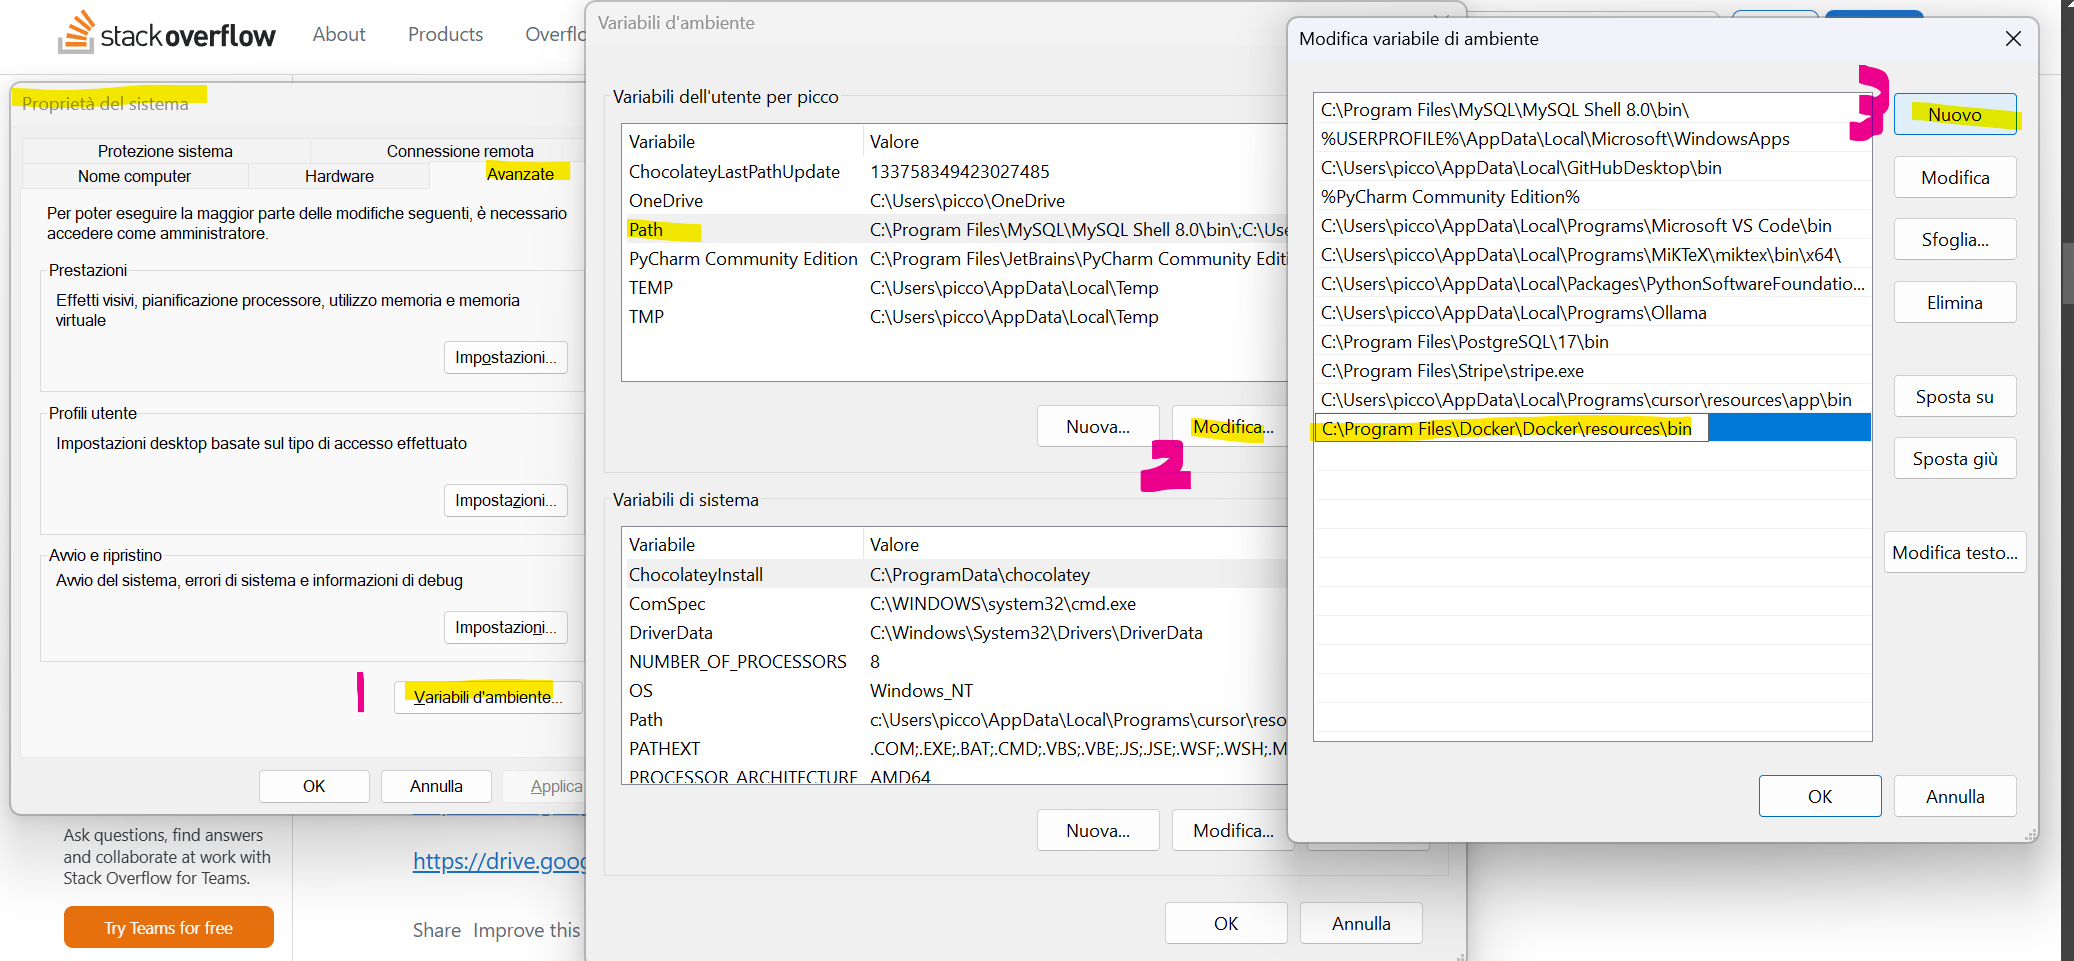 stack overflow
About
Products
Proprietà del sistema
Protezione sistema
Connessione remota
Nome computer
Hardware
Avanzate
Per poter eseguire la maggior parte delle modifiche seguenti, è necessario
accedere come amministratore.
Prestazioni
Effetti visivi, pianificazione processore, utilizzo memoria e memoria
virtuale
Impostazioni...
Profili utente
Impostazioni desktop basate sul tipo di accesso effettuato
Impostazioni...
Avvio e ripristino
Avvio del sistema, errori di sistema e informazioni di debug
Impostazioni...
1
Variabili d'ambiente...
OK
Annulla
Applica
Ask questions, find answers
and collaborate at work with
Stack Overflow for Teams.
Try Teams for free
https://drive.goog
Share Improve this
Variabili d'ambiente
Variabili dell'utente per picco
Variabile Valore
ChocolateyLastPathUpdate 133758349423027485
OneDrive C:\Users\picco\OneDrive
Path C:\Program Files\MySQL\MySQL Shell 8.0\bin\;C:\Use
PyCharm Community Edition C:\Program Files\JetBrains\PyCharm Community Editi
TEMP C:\Users\picco\AppData\Local\Temp
TMP C:\Users\picco\AppData\Local\Temp
Nuova...
Modifica...
2
Variabili di sistema
Variabile Valore
ChocolateyInstall C:\ProgramData\chocolatey
ComSpec C:\WINDOWS\system32\cmd.exe
DriverData C:\Windows\System32\Drivers\DriverData
NUMBER_OF_PROCESSORS 8
OS Windows_NT
Path c:\Users\picco\AppData\Local\Programs\cursor\reso
PATHEXT .COM;.EXE;.BAT;.CMD;.VBS;.VBE;.JS;.JSE;.WSF;.WSH;.M
PROCESSOR_ARCHITECTURE AMD64
Nuova...
Modifica...
OK
Annulla
Modifica variabile di ambiente
C:\Program Files\MySQL\MySQL Shell 8.0\bin\
%USERPROFILE%\AppData\Local\Microsoft\WindowsApps
C:\Users\picco\AppData\Local\GitHubDesktop\bin
%PyCharm Community Edition%
C:\Users\picco\AppData\Local\Programs\Microsoft VS Code\bin
C:\Users\picco\AppData\Local\Programs\MiKTeX\miktex\bin\x64\
C:\Users\picco\AppData\Local\Packages\PythonSoftwareFoundatio...
C:\Users\picco\AppData\Local\Programs\Ollama
C:\Program Files\PostgreSQL\17\bin
C:\Program Files\Stripe\stripe.exe
C:\Users\picco\AppData\Local\Programs\cursor\resources\app\bin
C:\Program Files\Docker\Docker\resources\bin
3
Nuovo
Modifica
Sfoglia...
Elimina
Sposta su
Sposta giù
Modifica testo...
OK
Annulla